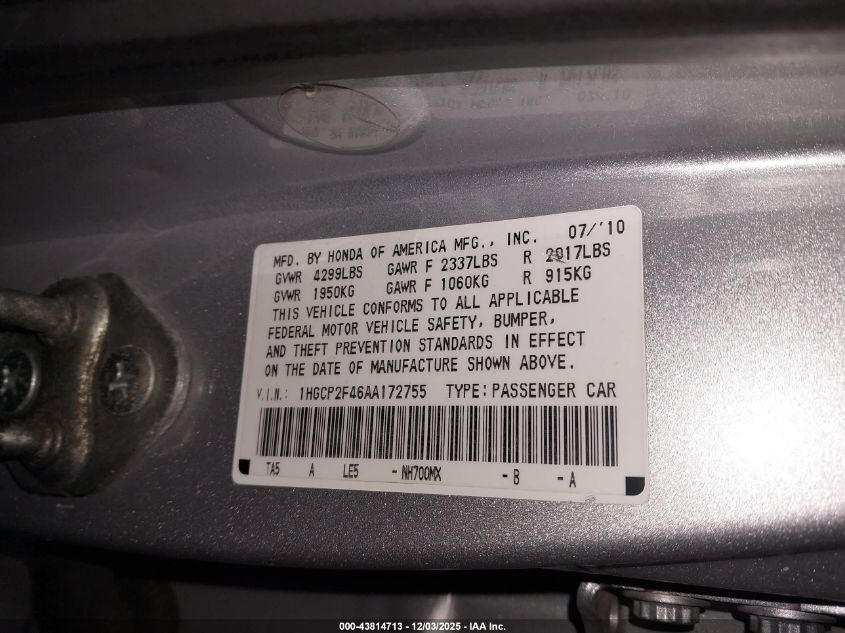 MFD. BY HONDA OF AMERICA MFG., INC. 07/'10
GVWR 4299LBS GAWR F 2337LBS R 2017LBS
GVWR 1950KG GAWR F 1060KG R 915KG
THIS VEHICLE CONFORMS TO ALL APPLICABLE
FEDERAL MOTOR VEHICLE SAFETY, BUMPER,
AND THEFT PREVENTION STANDARDS IN EFFECT
ON THE DATE OF MANUFACTURE SHOWN ABOVE.
V.I.N.: 1HGCP2F46AA172755 TYPE: PASSENGER CAR
TA5 A LE5 - NH700MX - B - A
000-43814713 - 12/03/2025 - IAA Inc.